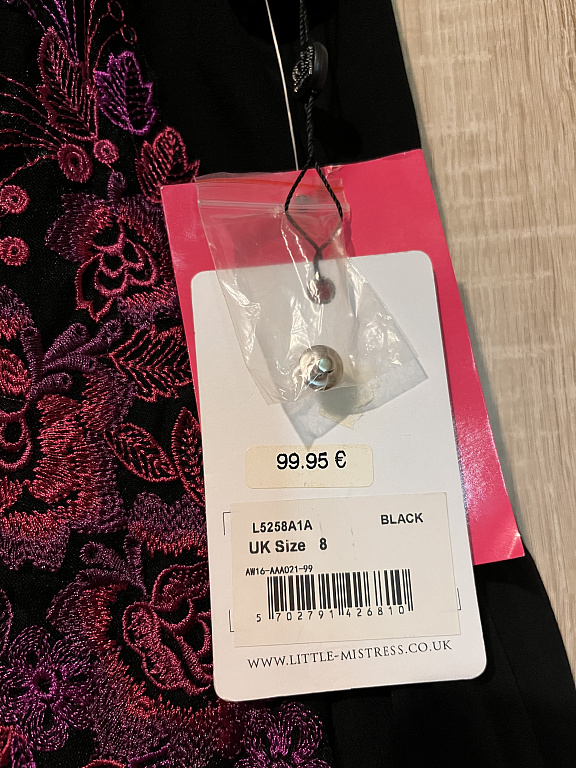 99.95 €
L5258A1A BLACK
UK Size 8
AW16-AAA021-99
5 702791 426810
WWW.LITTLE-MISTRESS.CO.UK